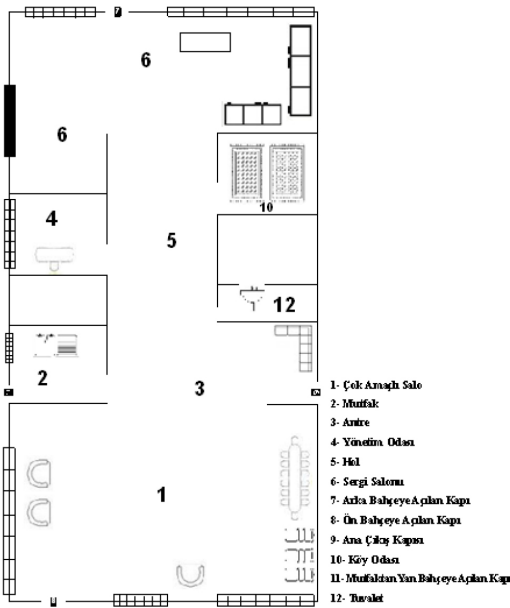 7
6
6
10
4
5
12
2
3
1
1- Çok Amaçlı Salo
2- Mutfak
3- Antre
4- Yönetim Odası
5- Hol
6- Sergi Salonu
7- Arka Bahçeye Açılan Kapı
8- Ön Bahçeye Açılan Kapı
9- Ana Çıkış Kapısı
10- Köy Odası
11- Mutfaktan Yan Bahçeye Açılan Kapı
12- Tuvalet